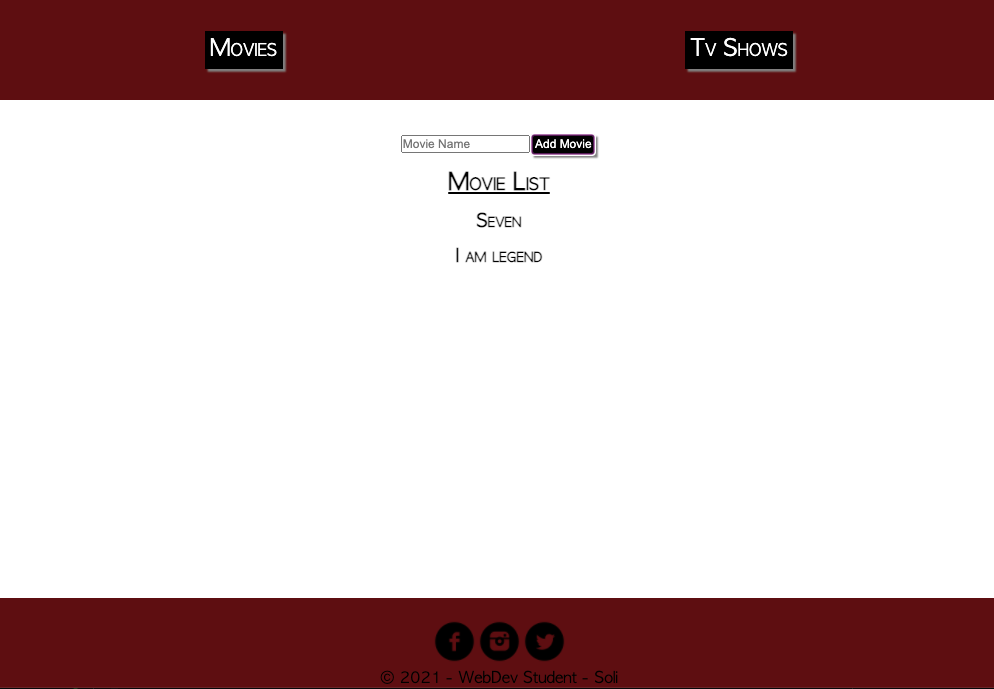 Movies
Tv Shows
Movie Name
Add Movie
Movie List
Seven
I am legend
© 2021 - WebDev Student - Soli